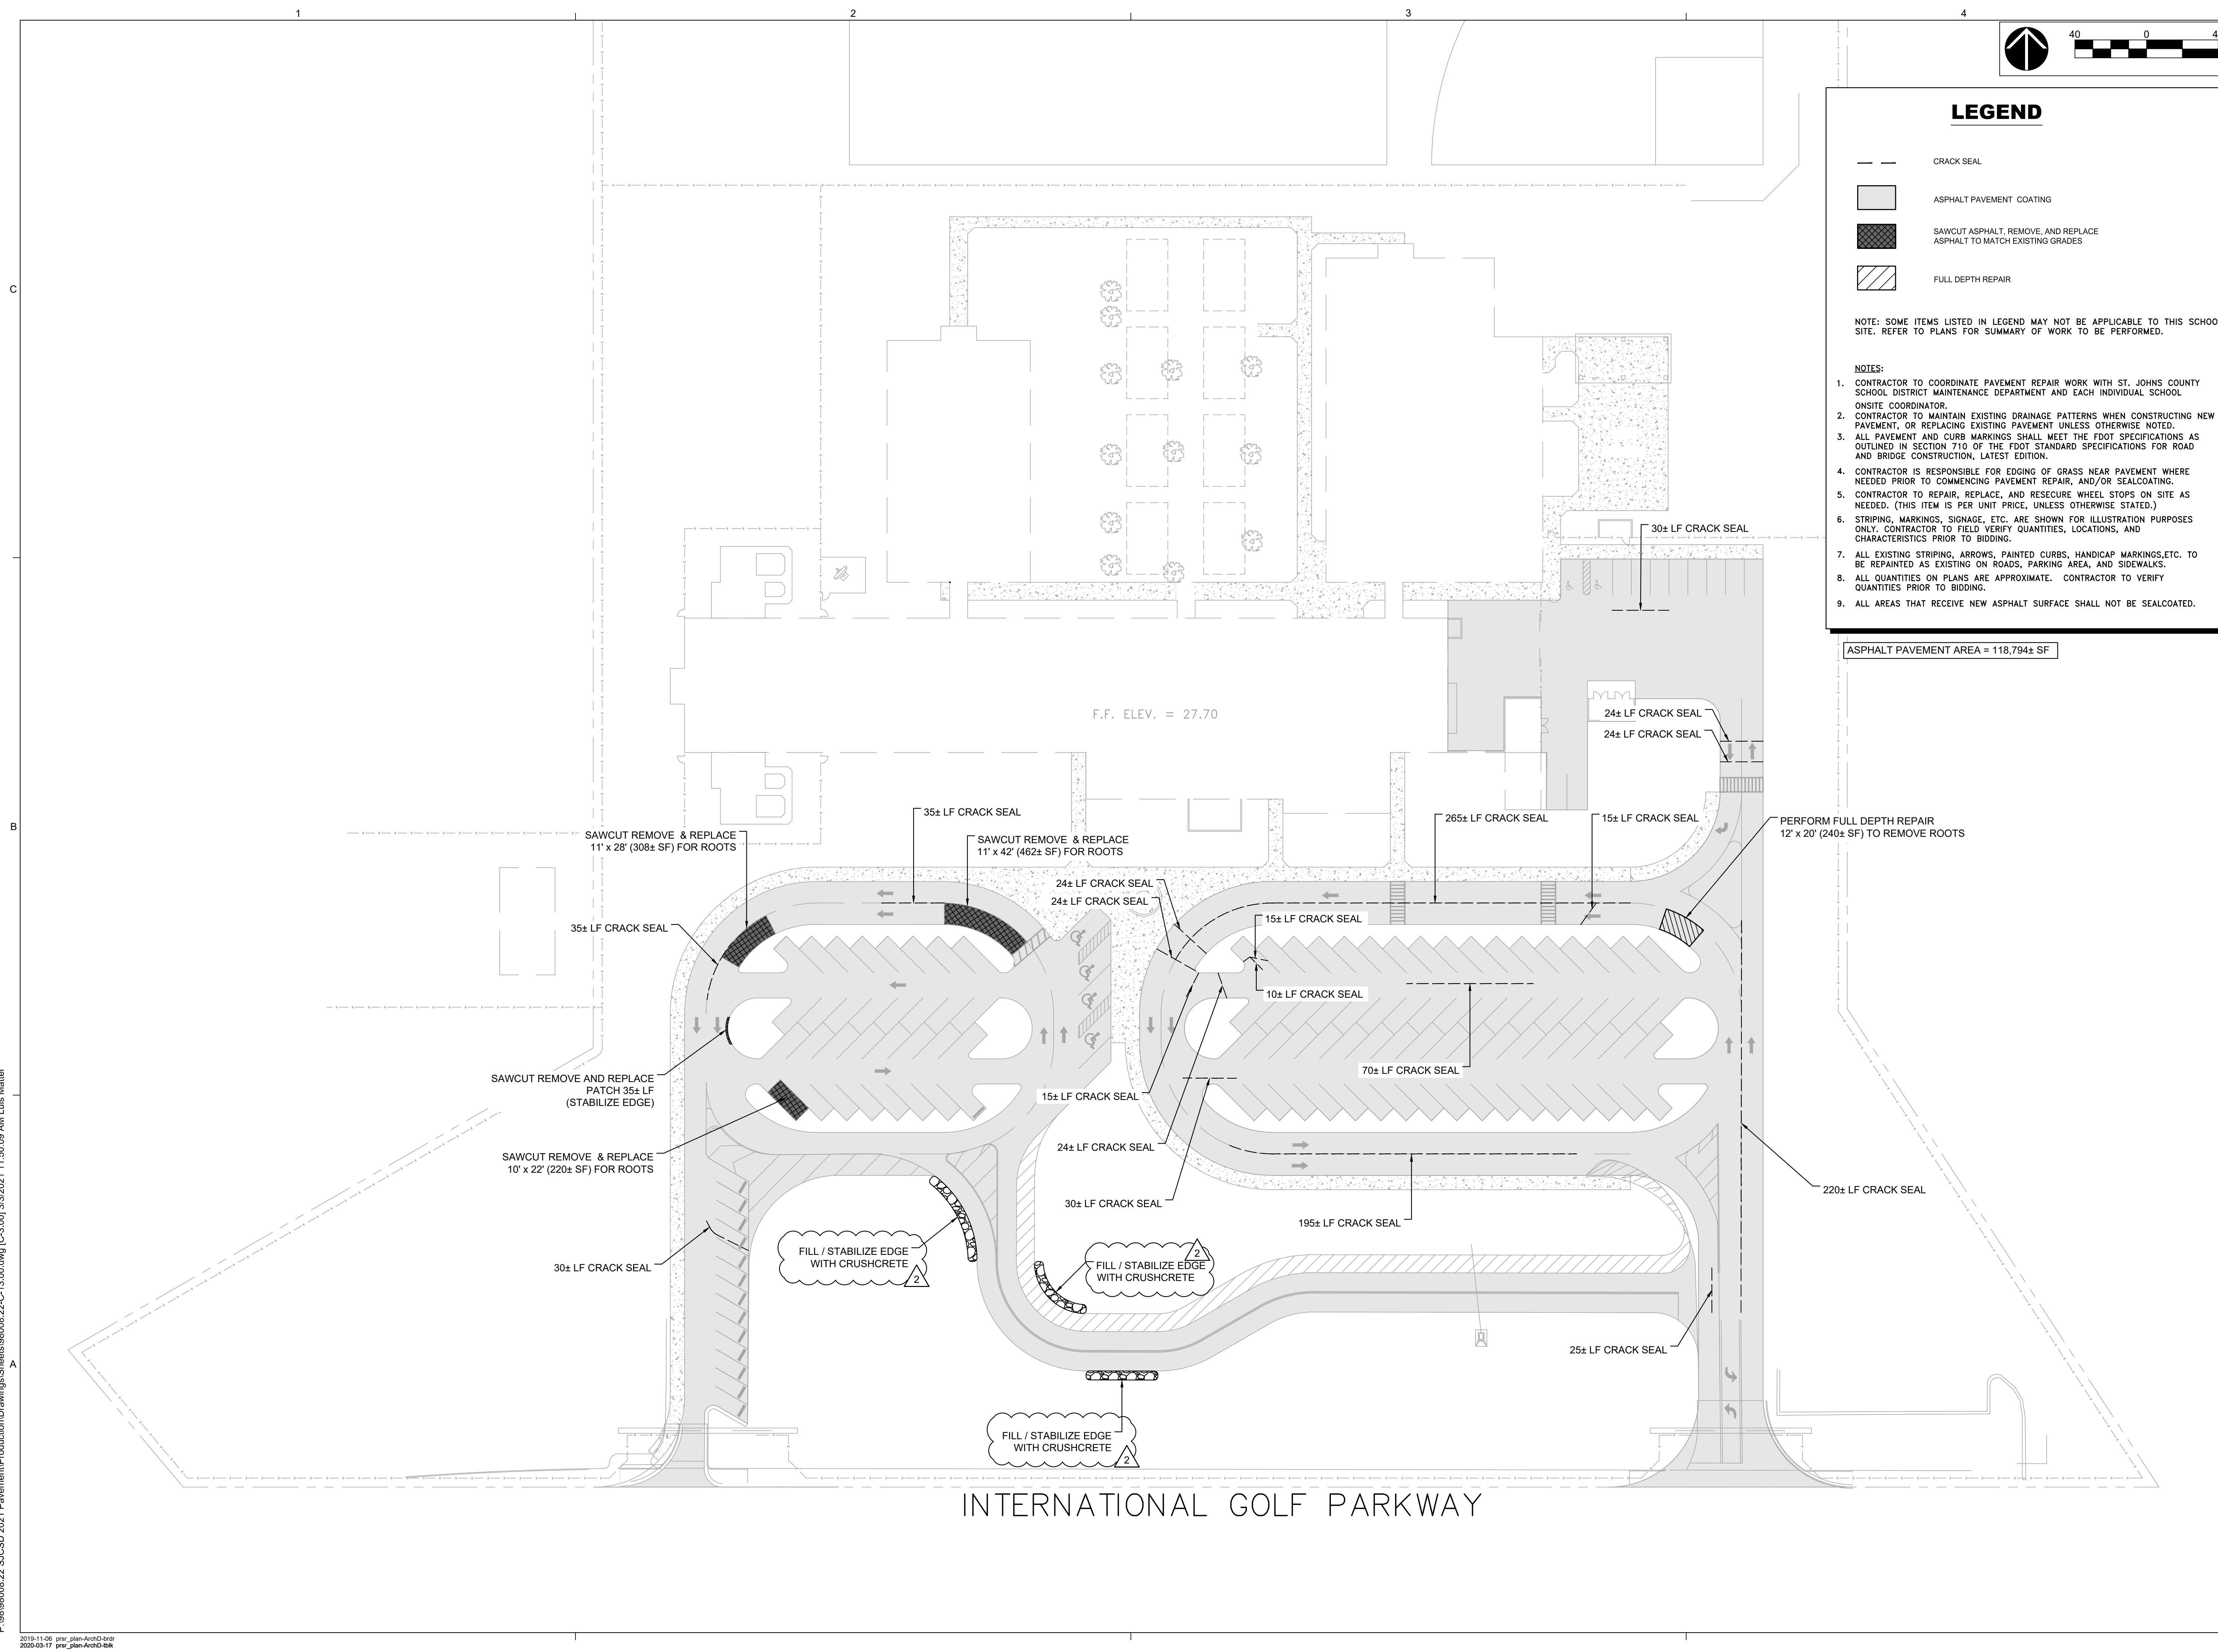 1
2
3
4
40
0
LEGEND
CRACK SEAL
ASPHALT PAVEMENT COATING
SAWCUT ASPHALT, REMOVE, AND REPLACE
ASPHALT TO MATCH EXISTING GRADES
FULL DEPTH REPAIR
NOTE: SOME ITEMS LISTED IN LEGEND MAY NOT BE APPLICABLE TO THIS SCHOO
SITE. REFER TO PLANS FOR SUMMARY OF WORK TO BE PERFORMED.
NOTES:
1. CONTRACTOR TO COORDINATE PAVEMENT REPAIR WORK WITH ST. JOHNS COUNTY
SCHOOL DISTRICT MAINTENANCE DEPARTMENT AND EACH INDIVIDUAL SCHOOL
ONSITE COORDINATOR.
2. CONTRACTOR TO MAINTAIN EXISTING DRAINAGE PATTERNS WHEN CONSTRUCTING NEW
PAVEMENT, OR REPLACING EXISTING PAVEMENT UNLESS OTHERWISE NOTED.
3. ALL PAVEMENT AND CURB MARKINGS SHALL MEET THE FDOT SPECIFICATIONS AS
OUTLINED IN SECTION 710 OF THE FDOT STANDARD SPECIFICATIONS FOR ROAD
AND BRIDGE CONSTRUCTION, LATEST EDITION.
4. CONTRACTOR IS RESPONSIBLE FOR EDGING OF GRASS NEAR PAVEMENT WHERE
NEEDED PRIOR TO COMMENCING PAVEMENT REPAIR, AND/OR SEALCOATING.
5. CONTRACTOR TO REPAIR, REPLACE, AND RESECURE WHEEL STOPS ON SITE AS
NEEDED. (THIS ITEM IS PER UNIT PRICE, UNLESS OTHERWISE STATED.)
6. STRIPING, MARKINGS, SIGNAGE, ETC. ARE SHOWN FOR ILLUSTRATION PURPOSES
ONLY. CONTRACTOR TO FIELD VERIFY QUANTITIES, LOCATIONS, AND
CHARACTERISTICS PRIOR TO BIDDING.
7. ALL EXISTING STRIPING, ARROWS, PAINTED CURBS, HANDICAP MARKINGS,ETC. TO
BE REPAINTED AS EXISTING ON ROADS, PARKING AREA, AND SIDEWALKS.
8. ALL QUANTITIES ON PLANS ARE APPROXIMATE. CONTRACTOR TO VERIFY
QUANTITIES PRIOR TO BIDDING.
9. ALL AREAS THAT RECEIVE NEW ASPHALT SURFACE SHALL NOT BE SEALCOATED.
ASPHALT PAVEMENT AREA = 118,794± SF
C
30± LF CRACK SEAL
F.F. ELEV. = 27.70
24± LF CRACK SEAL
24± LF CRACK SEAL
B
35± LF CRACK SEAL
SAWCUT REMOVE & REPLACE
11' x 28' (308± SF) FOR ROOTS
SAWCUT REMOVE & REPLACE
11' x 42' (462± SF) FOR ROOTS
265± LF CRACK SEAL
15± LF CRACK SEAL
PERFORM FULL DEPTH REPAIR
12' x 20' (240± SF) TO REMOVE ROOTS
24± LF CRACK SEAL
24± LF CRACK SEAL
15± LF CRACK SEAL
35± LF CRACK SEAL
10± LF CRACK SEAL
70± LF CRACK SEAL
SAWCUT REMOVE AND REPLACE
PATCH 35± LF
(STABILIZE EDGE)
15± LF CRACK SEAL
24± LF CRACK SEAL
SAWCUT REMOVE & REPLACE
10' x 22' (220± SF) FOR ROOTS
30± LF CRACK SEAL
220± LF CRACK SEAL
195± LF CRACK SEAL
FILL / STABILIZE EDGE
WITH CRUSHCRETE
2
FILL / STABILIZE EDGE
WITH CRUSHCRETE
2
30± LF CRACK SEAL
25± LF CRACK SEAL
A
FILL / STABILIZE EDGE
WITH CRUSHCRETE
2
INTERNATIONAL GOLF PARKWAY
2019-11-06 prsr_plan-ArchD-brdr
2020-03-17 prsr_plan-ArchD-tblk